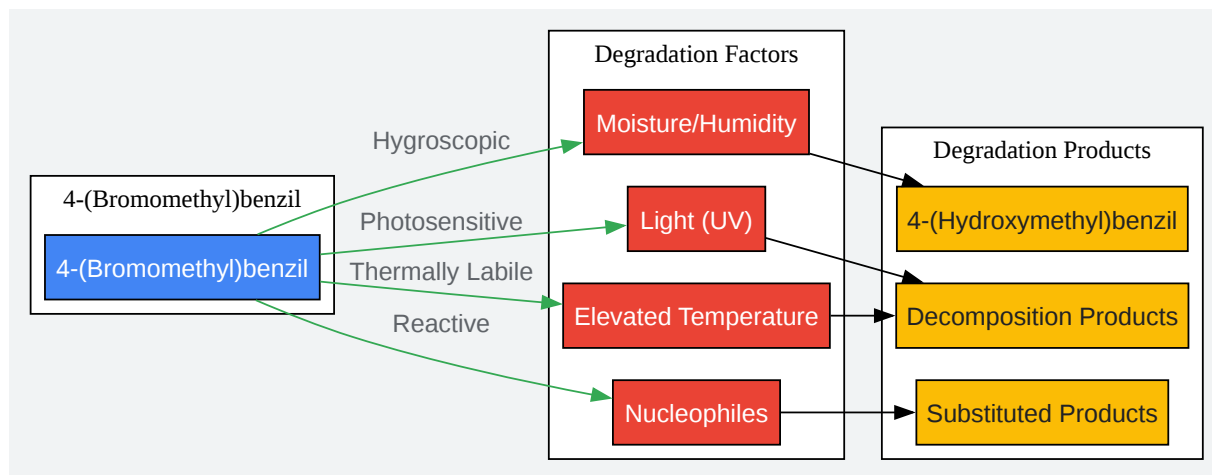 4-(Bromomethyl)benzil
4-(Bromomethyl)benzil
Hygroscopic
Photosensitive
Thermally Labile
Reactive
Degradation Factors
Moisture/Humidity
Light (UV)
Elevated Temperature
Nucleophiles
Degradation Products
4-(Hydroxymethyl)benzil
Decomposition Products
Substituted Products